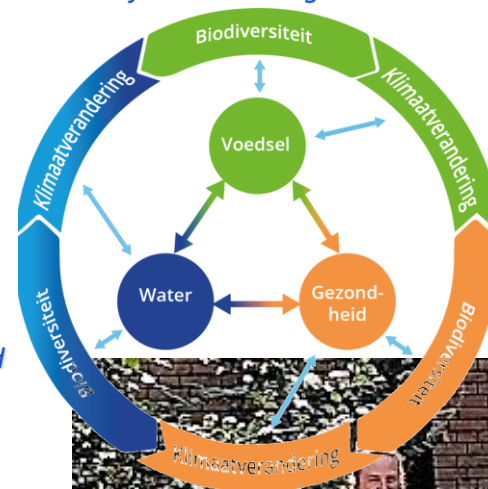 Biodiversiteit
Klimaatverandering
Klimaatverandering
Voedsel
Water
Gezond-
heid
Biodiversiteit
Biodiversiteit
Klimaatverandering